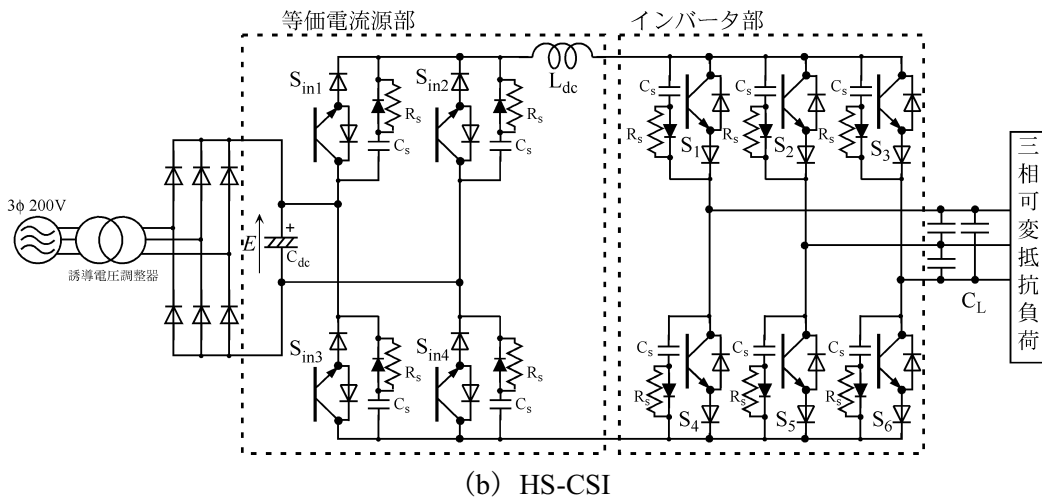 等価電流源部
インバータ部
S_in1
R_s
C_s
S_in2
R_s
C_s
L_dc
C_s
R_s
S_1
C_s
R_s
S_2
C_s
R_s
S_3
3ϕ 200V
誘導電圧調整器
E
+
C_dc
S_in3
R_s
C_s
S_in4
R_s
C_s
C_s
R_s
S_4
C_s
R_s
S_5
C_s
R_s
S_6
C_L
三相可変抵抗負荷
(b) HS-CSI